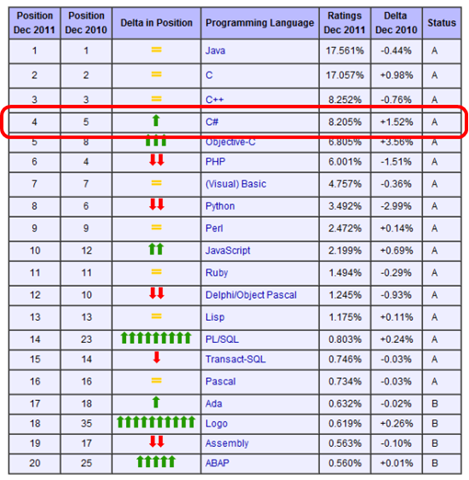 Position Dec 2011 Position Dec 2010 Delta in Position Programming Language Ratings Dec 2011 Delta Dec 2010 Status
1 1 = Java 17.561% -0.44% A
2 2 = C 17.057% +0.98% A
3 3 = C++ 8.252% -0.76% A
4 5 ↑ C# 8.205% +1.52% A
5 8 ↑↑↑ Objective-C 6.805% +3.56% A
6 4 ↓↓ PHP 6.001% -1.51% A
7 7 = (Visual) Basic 4.757% -0.36% A
8 6 ↓↓ Python 3.492% -2.99% A
9 9 = Perl 2.472% +0.14% A
10 12 ↑↑ JavaScript 2.199% +0.69% A
11 11 = Ruby 1.494% -0.29% A
12 10 ↓↓ Delphi/Object Pascal 1.245% -0.93% A
13 13 = Lisp 1.175% +0.11% A
14 23 ↑↑↑↑↑↑↑↑↑ PL/SQL 0.803% +0.24% A
15 14 ↓ Transact-SQL 0.746% -0.03% A
16 16 = Pascal 0.734% -0.03% A
17 18 ↑ Ada 0.632% -0.02% B
18 35 ↑↑↑↑↑↑↑↑↑↑ Logo 0.619% +0.26% B
19 17 ↓↓ Assembly 0.563% -0.10% B
20 25 ↑↑↑↑↑ ABAP 0.560% +0.01% B